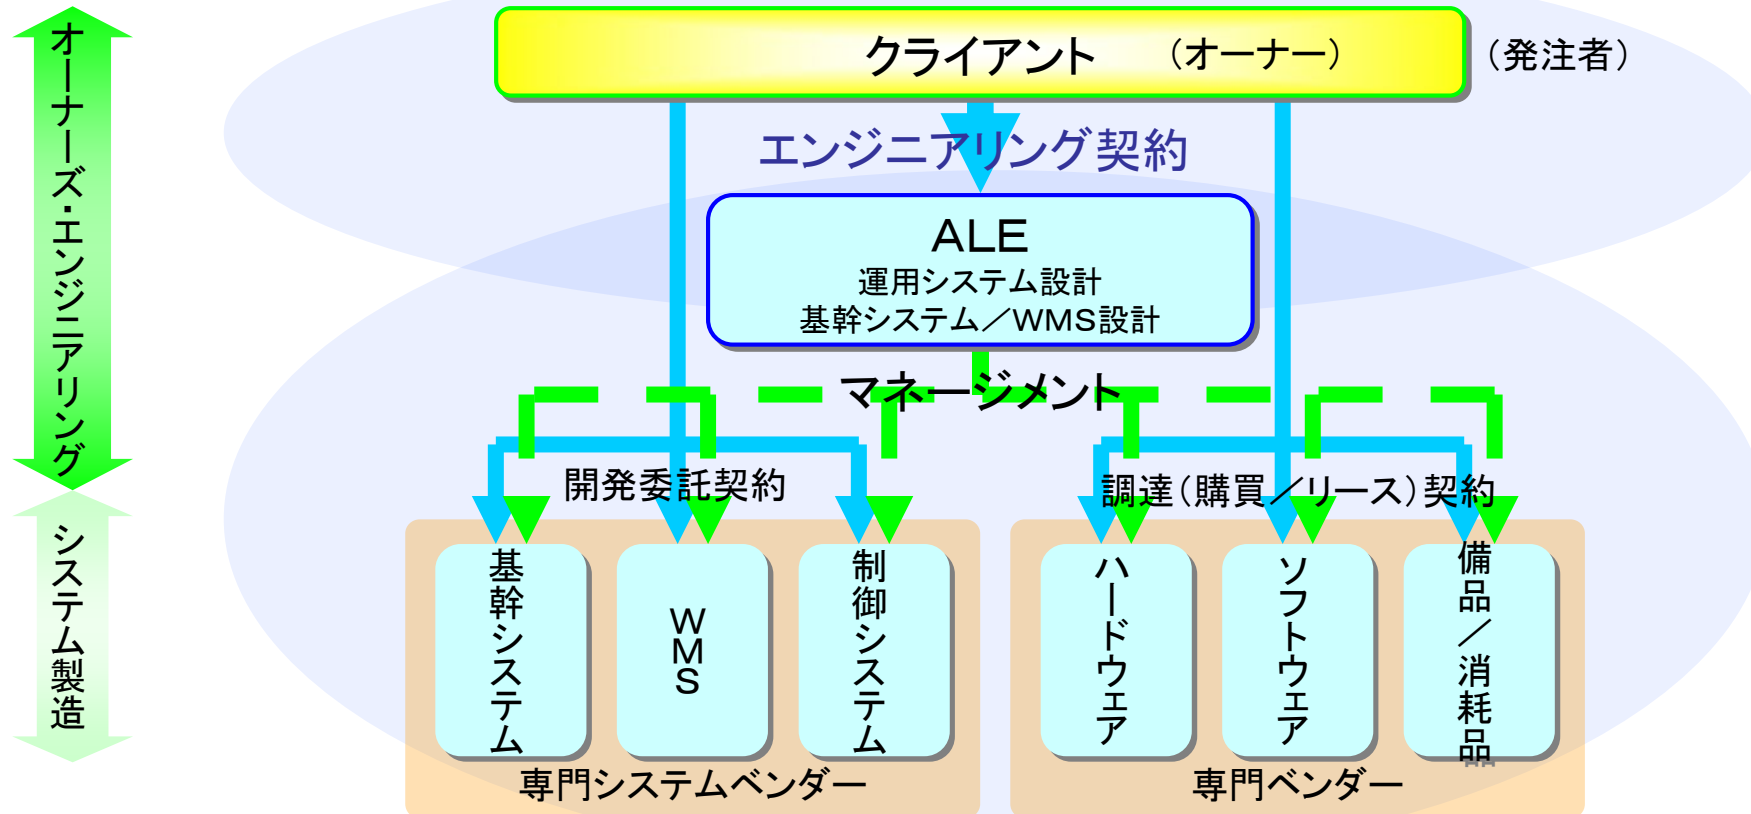 クライアント （オーナー）
（発注者）
エンジニアリング契約
ＡＬＥ
運用システム設計
基幹システム／ＷＭＳ設計
マネージメント
開発委託契約
調達（購買／リース）契約
基幹システム
ＷＭＳ
制御システム
ハードウェア
ソフトウェア
備品／消耗品
専門システムベンダー
専門ベンダー
オーナーズ・エンジニアリング
システム製造